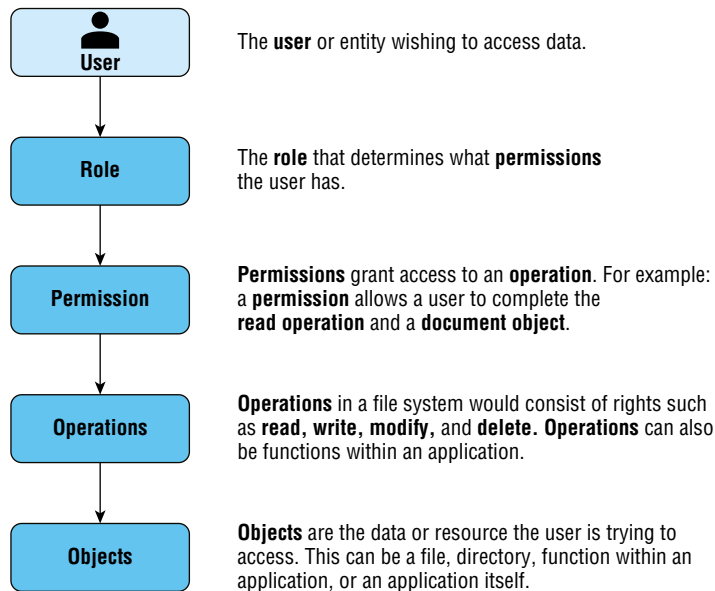 User
The user or entity wishing to access data.
Role
The role that determines what permissions
the user has.
Permission
Permissions grant access to an operation. For example:
a permission allows a user to complete the
read operation and a document object.
Operations
Operations in a file system would consist of rights such
as read, write, modify, and delete. Operations can also
be functions within an application.
Objects
Objects are the data or resource the user is trying to
access. This can be a file, directory, function within an
application, or an application itself.